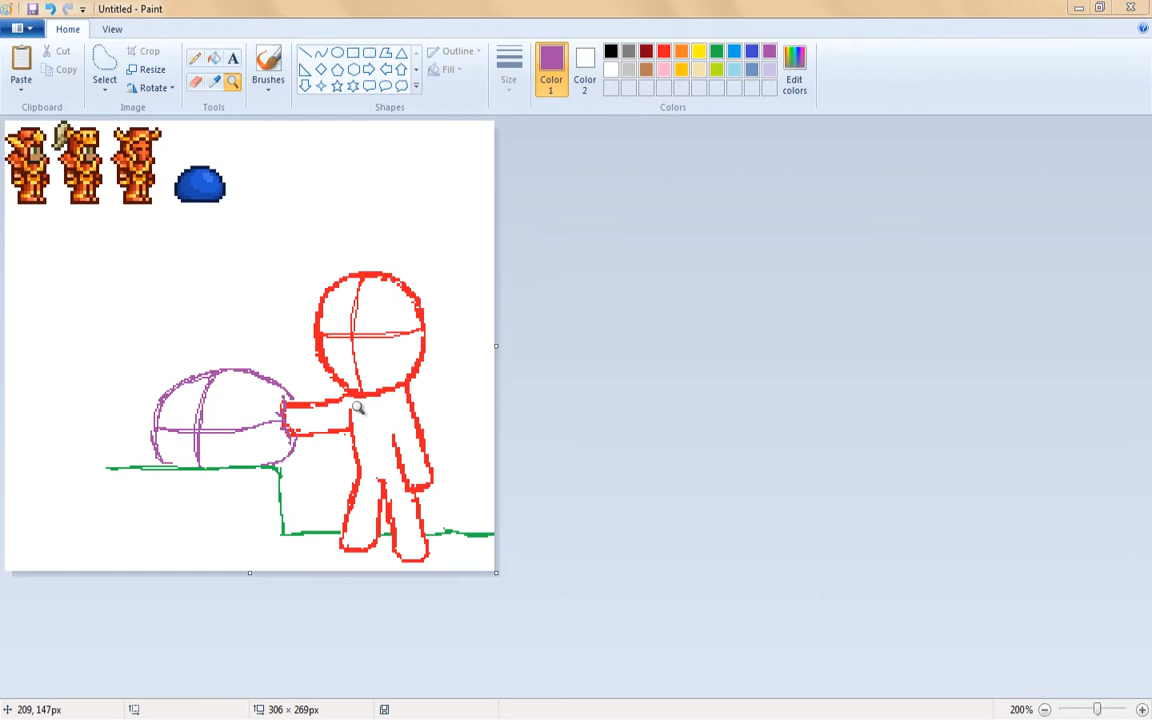 Untitled - Paint
Home View
Paste
Cut
Copy
Clipboard
Select
Crop
Resize
Rotate
Image
A
Tools
Brushes
Outline
Fill
Shapes
Size
Color 1
Color 2
Edit colors
Colors
209, 147px
306 × 269px
200%